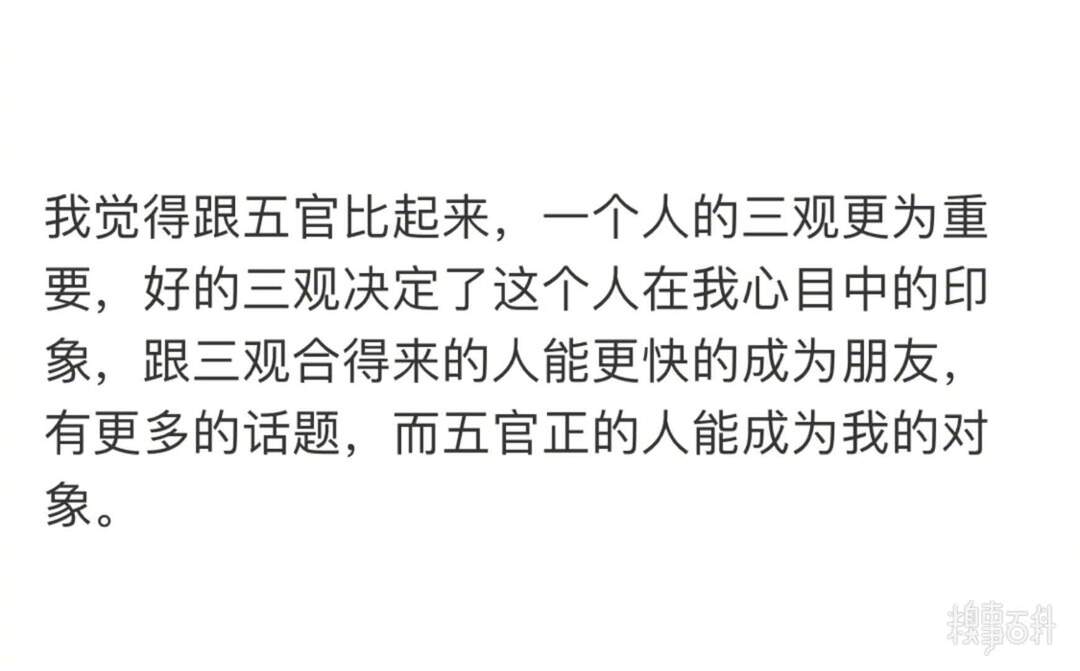 我觉得跟五官比起来，一个人的三观更为重
要，好的三观决定了这个人在我心目中的印
象，跟三观合得来的人能更快的成为朋友，
有更多的话题，而五官正的人能成为我的对
象。
糗事百科